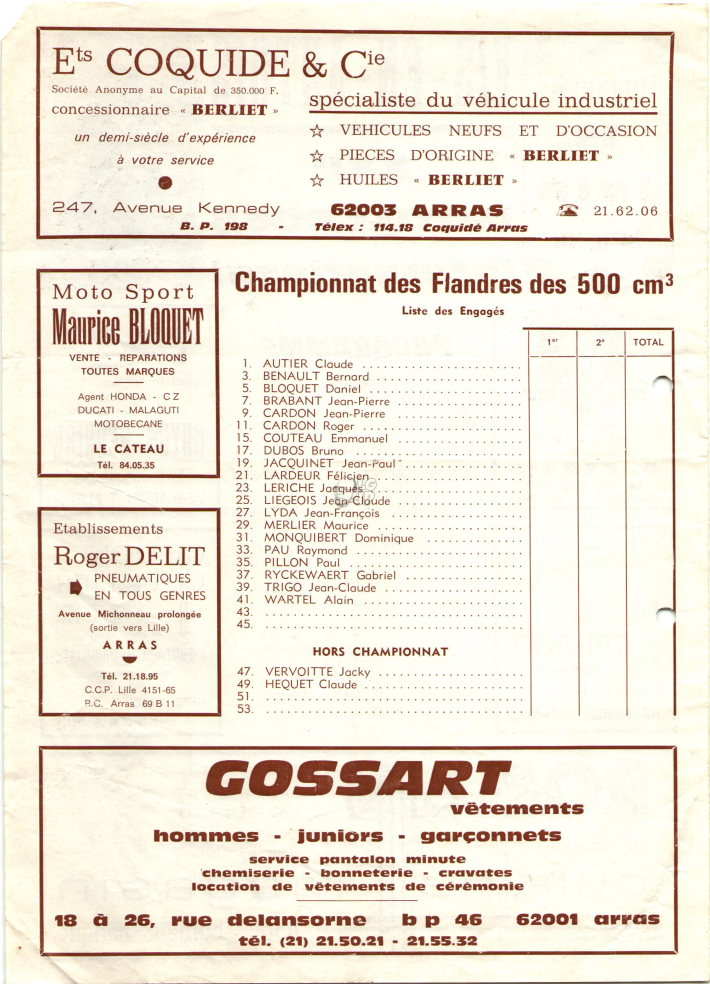 Ets COQUIDE & Cie
Société Anonyme au Capital de 350.000 F.
concessionnaire « BERLIET »
un demi-siècle d'expérience
à votre service
spécialiste du véhicule industriel
☆ VEHICULES NEUFS ET D'OCCASION
☆ PIECES D'ORIGINE « BERLIET »
☆ HUILES « BERLIET »
247, Avenue Kennedy 62003 ARRAS ☎ 21.62.06
B. P. 198 - Télex : 114.18 Coquidé Arras
Moto Sport
Maurice BLOQUET
VENTE - REPARATIONS
TOUTES MARQUES
Agent HONDA - C Z
DUCATI - MALAGUTI
MOTOBECANE
LE CATEAU
Tél. 84.05.35
Etablissements
Roger DELIT
PNEUMATIQUES
EN TOUS GENRES
Avenue Michonneau prolongée
(sortie vers Lille)
ARRAS
Tél. 21.18.95
C.C.P. Lille 4151-65
R.C. Arras 69 B 11
Championnat des Flandres des 500 cm3
Liste des Engagés
1er 2e TOTAL
1. AUTIER Claude
3. BENAULT Bernard
5. BLOQUET Daniel
7. BRABANT Jean-Pierre
9. CARDON Jean-Pierre
11. CARDON Roger
15. COUTEAU Emmanuel
17. DUBOS Bruno
19. JACQUINET Jean-Paul
21. LARDEUR Félicien
23. LERICHE Jacques
25. LIEGEOIS Jean-Claude
27. LYDA Jean-François
29. MERLIER Maurice
31. MONQUIBERT Dominique
33. PAU Raymond
35. PILLON Paul
37. RYCKEWAERT Gabriel
39. TRIGO Jean-Claude
41. WARTEL Alain
43.
45.
HORS CHAMPIONNAT
47. VERVOITTE Jacky
49. HEQUET Claude
51.
53.
GOSSART
vêtements
hommes - juniors - garçonnets
service pantalon minute
chemiserie - bonneterie - cravates
location de vêtements de cérémonie
18 à 26, rue delansorne b p 46 62001 arras
tél. (21) 21.50.21 - 21.55.32